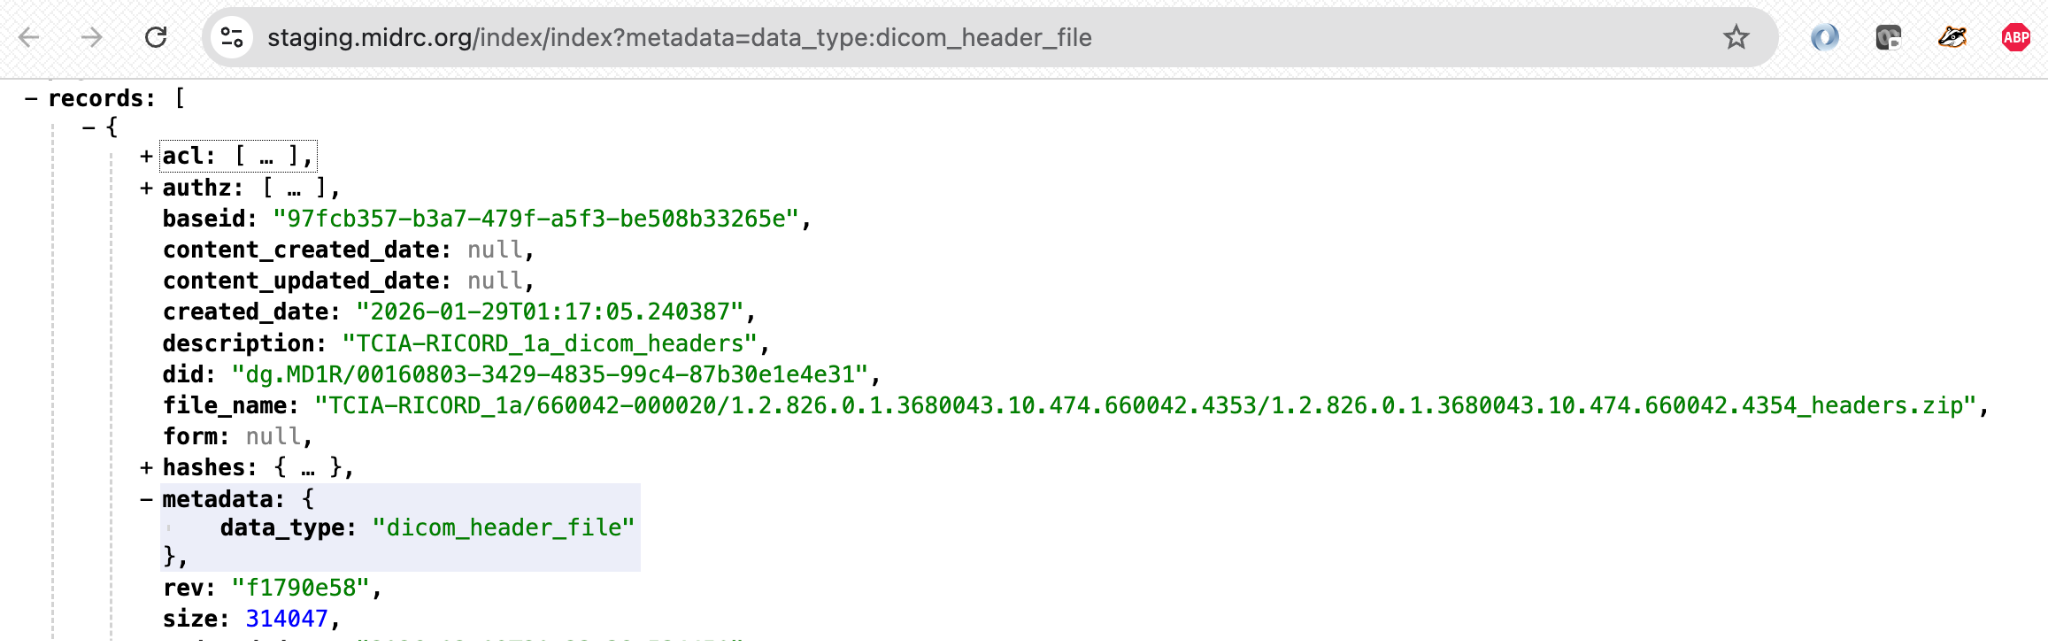 staging.midrc.org/index/index?metadata=data_type:dicom_header_file
ABP
− records: [
− {
+ acl: [ … ],
+ authz: [ … ],
baseid: "97fcb357-b3a7-479f-a5f3-be508b33265e",
content_created_date: null,
content_updated_date: null,
created_date: "2026-01-29T01:17:05.240387",
description: "TCIA-RICORD_1a_dicom_headers",
did: "dg.MD1R/00160803-3429-4835-99c4-87b30e1e4e31",
file_name: "TCIA-RICORD_1a/660042-000020/1.2.826.0.1.3680043.10.474.660042.4353/1.2.826.0.1.3680043.10.474.660042.4354_headers.zip",
form: null,
+ hashes: { … },
− metadata: {
data_type: "dicom_header_file"
},
rev: "f1790e58",
size: 314047,